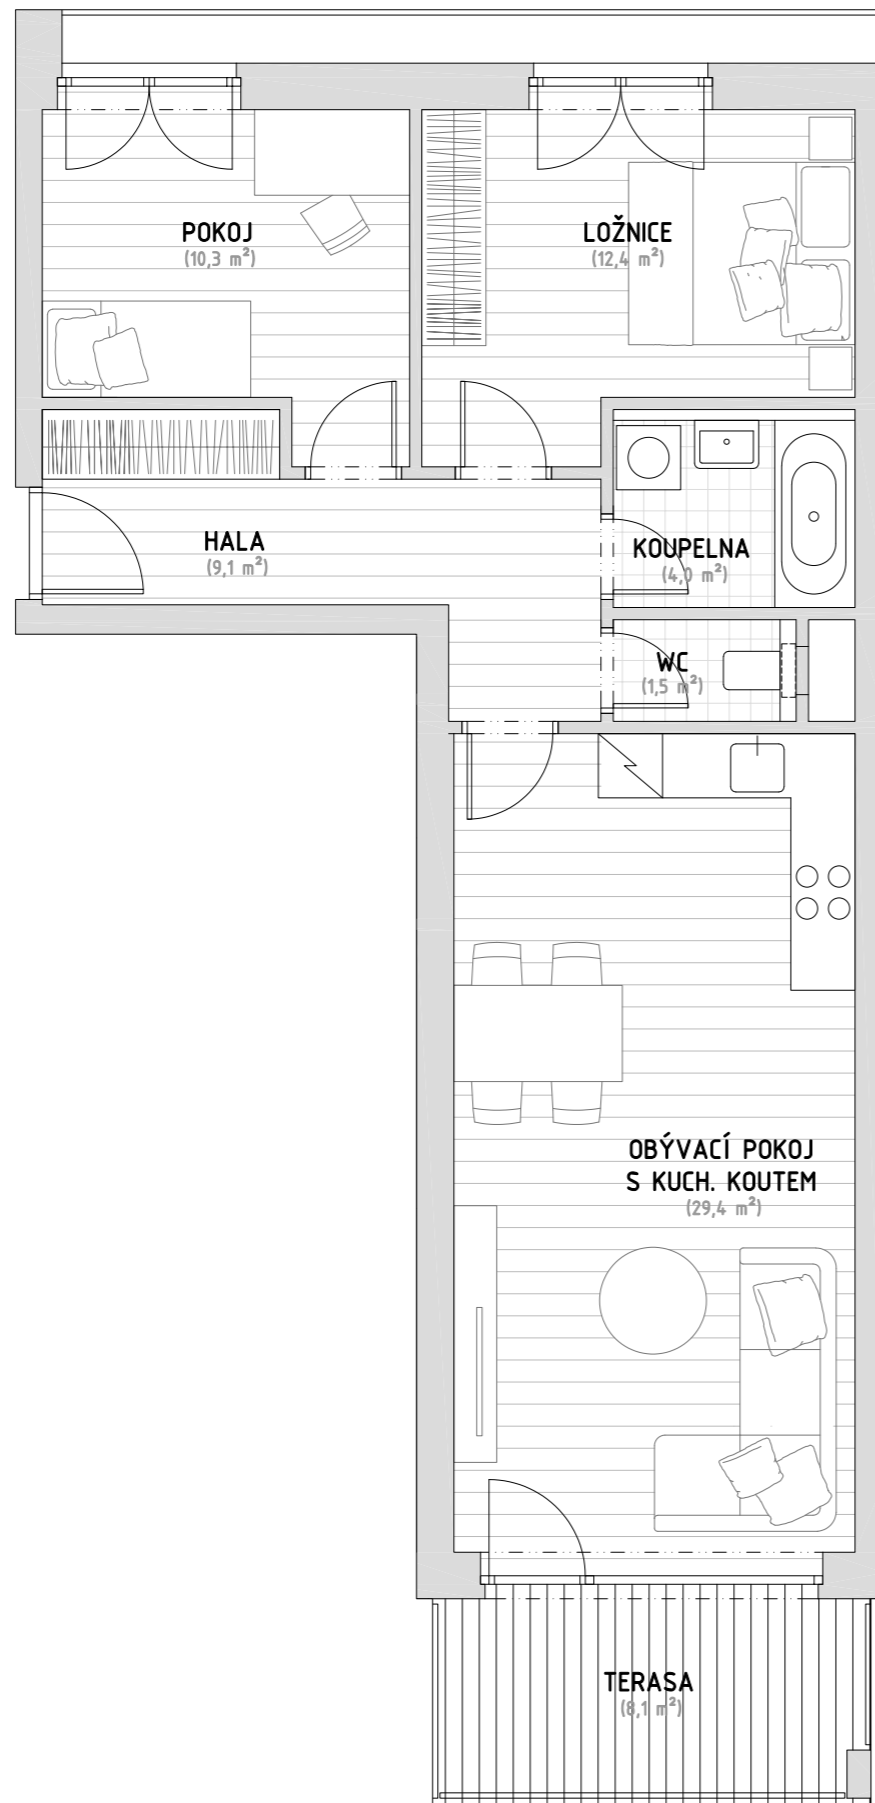 POKOJ
(10,3 m²)
LOŽNICE
(12,4 m²)
HALA
(9,1 m²)
KOUPELNA
(4,0 m²)
WC
(1,5 m²)
OBÝVACÍ POKOJ
S KUCH. KOUTEM
(29,4 m²)
TERASA
(8,1 m²)